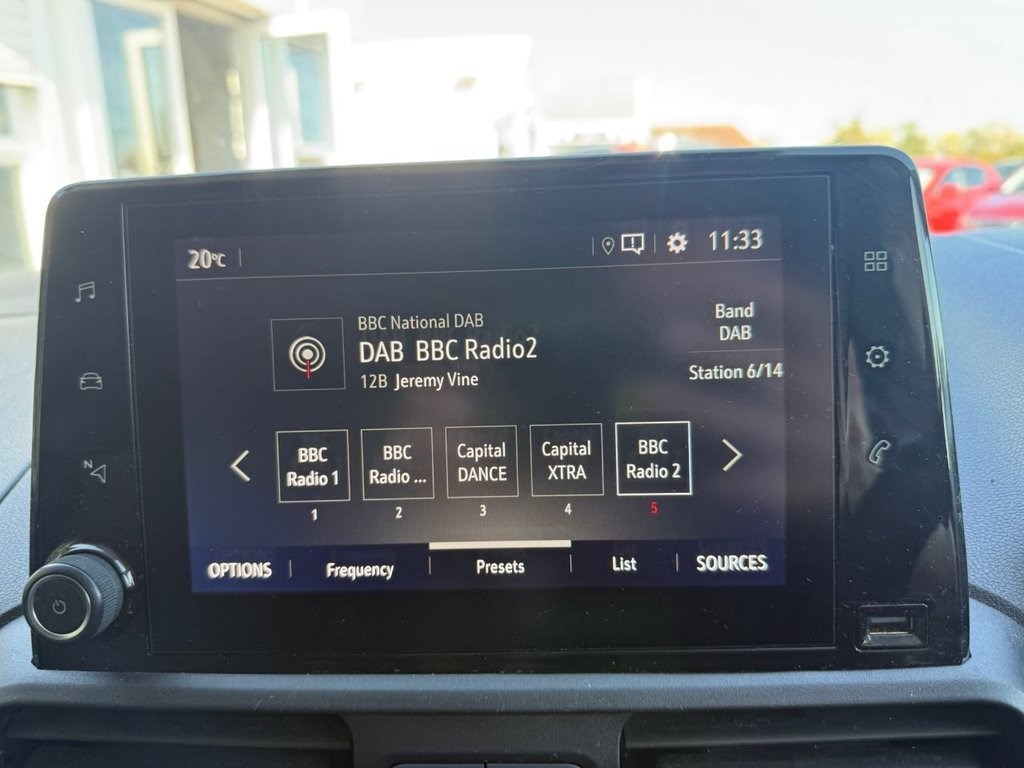 20°C
11:33
BBC National DAB
DAB BBC Radio2
12B Jeremy Vine
Band
DAB
Station 6/14
BBC
Radio 1
BBC
Radio ...
Capital
DANCE
Capital
XTRA
BBC
Radio 2
1
2
3
4
5
OPTIONS
Frequency
Presets
List
SOURCES
N